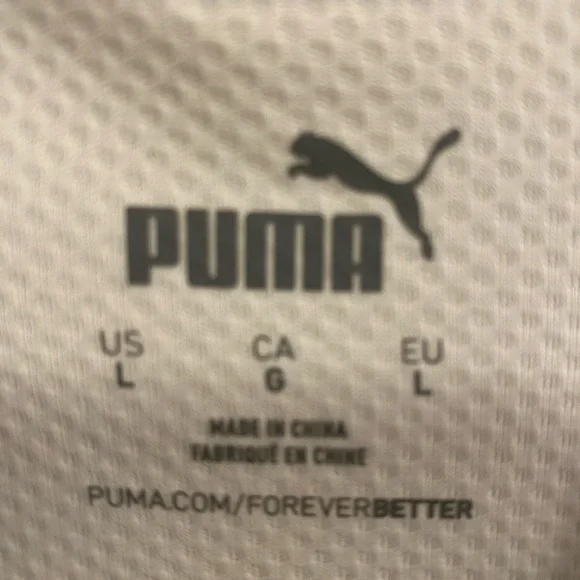 PUMA
US CA EU
L G L
MADE IN CHINA
FABRIQUÉ EN CHINE
PUMA.COM/FOREVERBETTER